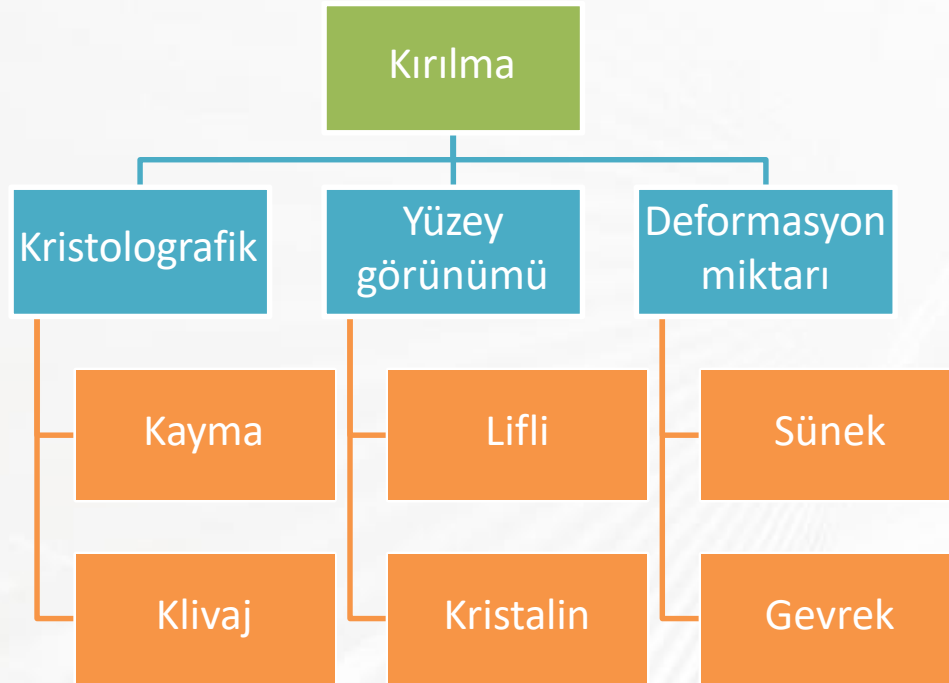 Kırılma
Kristolografik
Yüzey
görünümü
Deformasyon
miktarı
Kayma
Lifli
Sünek
Klivaj
Kristalin
Gevrek